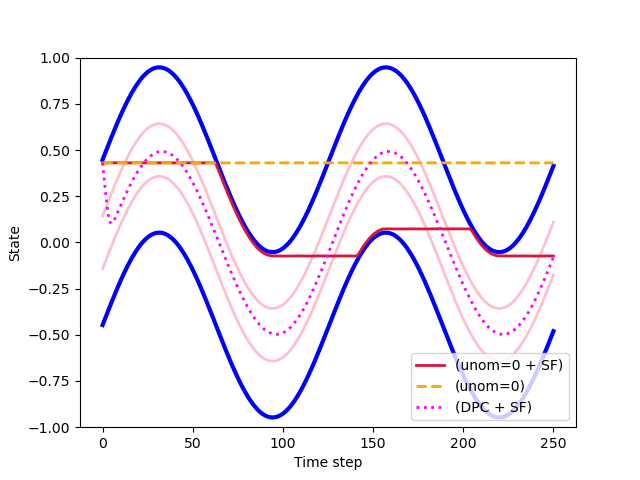 1.00
0.75
0.50
0.25
0.00
−0.25
−0.50
−0.75
−1.00
State
0 50 100 150 200 250
Time step
(unom=0 + SF)
(unom=0)
(DPC + SF)